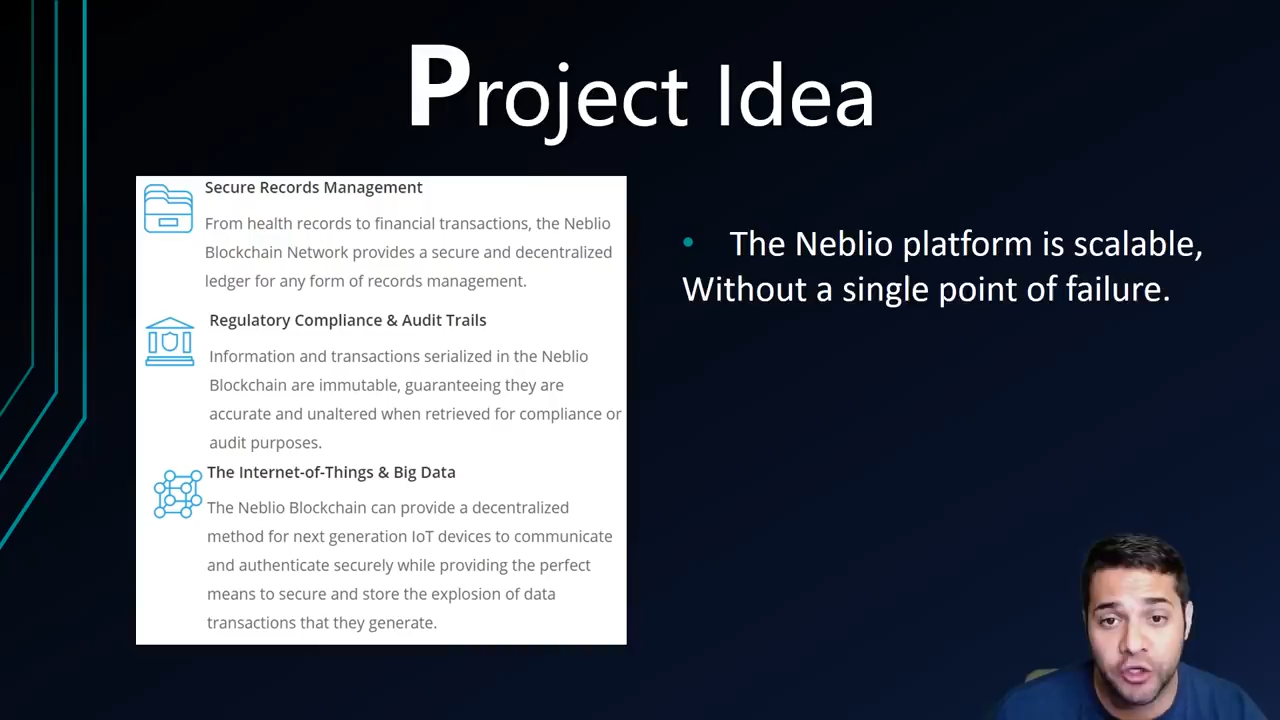 Project Idea
Secure Records Management
From health records to financial transactions, the Neblio
Blockchain Network provides a secure and decentralized
ledger for any form of records management.
Regulatory Compliance & Audit Trails
Information and transactions serialized in the Neblio
Blockchain are immutable, guaranteeing they are
accurate and unaltered when retrieved for compliance or
audit purposes.
The Internet-of-Things & Big Data
The Neblio Blockchain can provide a decentralized
method for next generation IoT devices to communicate
and authenticate securely while providing the perfect
means to secure and store the explosion of data
transactions that they generate.
• The Neblio platform is scalable,
Without a single point of failure.